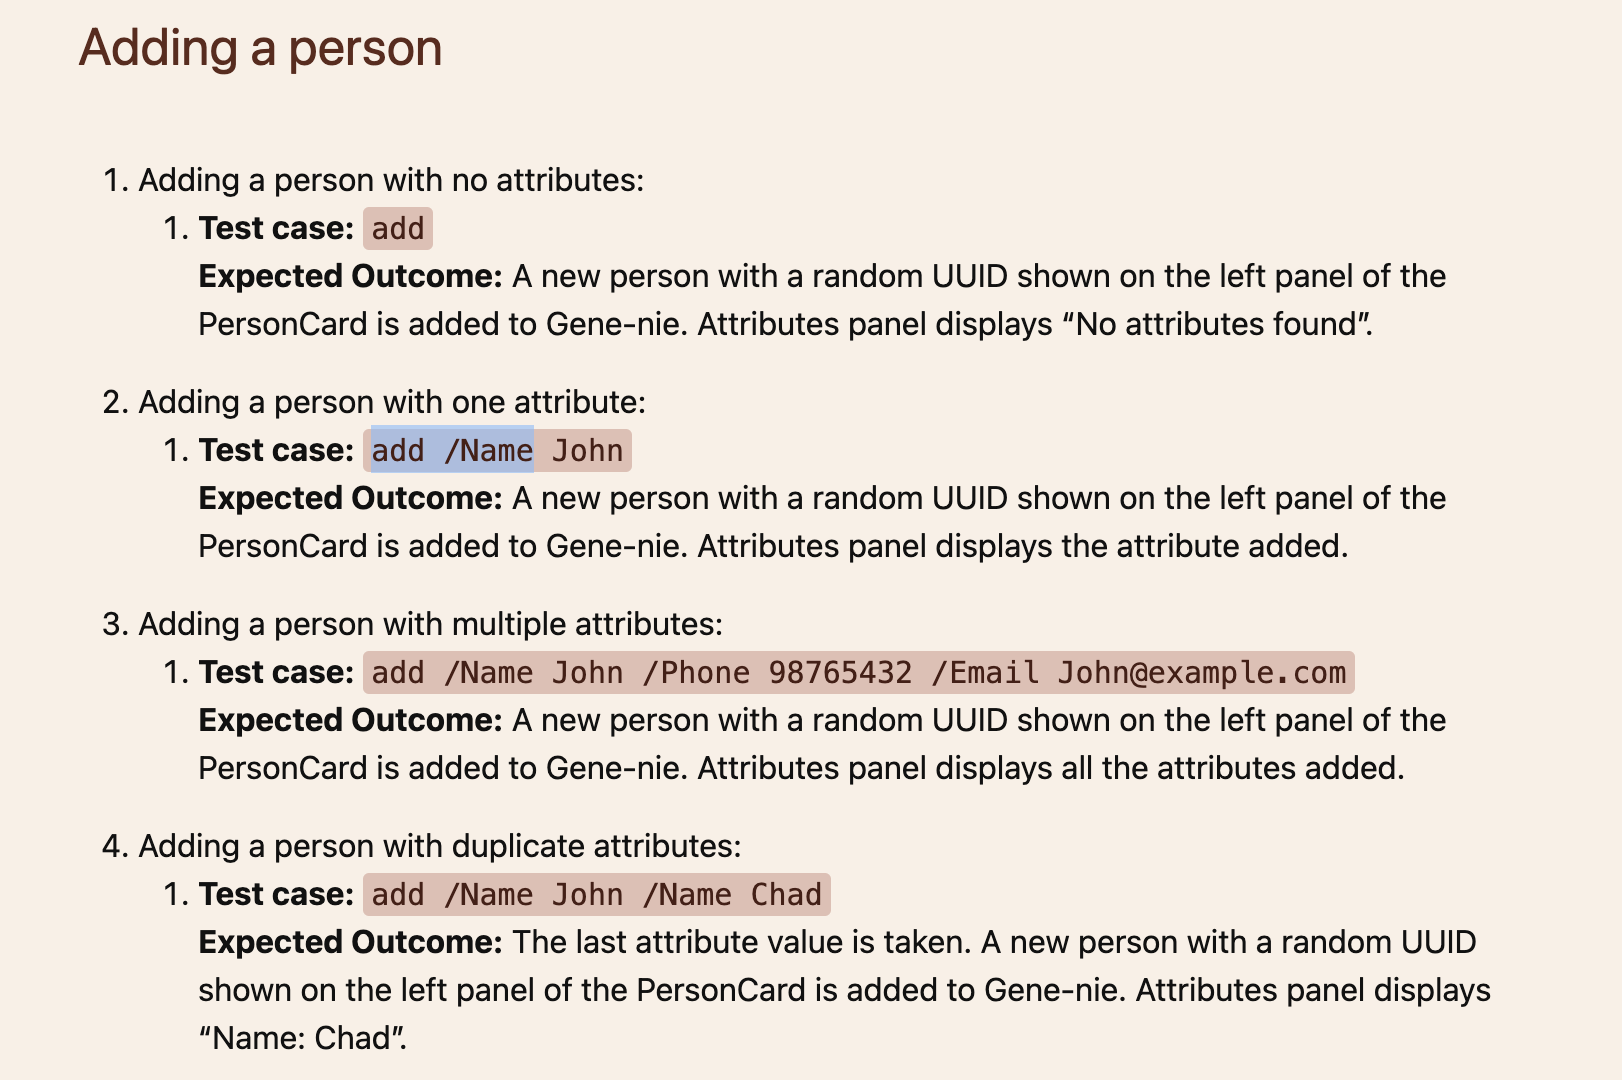 Adding a person
1. Adding a person with no attributes:
1. Test case: add
Expected Outcome: A new person with a random UUID shown on the left panel of the
PersonCard is added to Gene-nie. Attributes panel displays “No attributes found”.
2. Adding a person with one attribute:
1. Test case: add /Name John
Expected Outcome: A new person with a random UUID shown on the left panel of the
PersonCard is added to Gene-nie. Attributes panel displays the attribute added.
3. Adding a person with multiple attributes:
1. Test case: add /Name John /Phone 98765432 /Email John@example.com
Expected Outcome: A new person with a random UUID shown on the left panel of the
PersonCard is added to Gene-nie. Attributes panel displays all the attributes added.
4. Adding a person with duplicate attributes:
1. Test case: add /Name John /Name Chad
Expected Outcome: The last attribute value is taken. A new person with a random UUID
shown on the left panel of the PersonCard is added to Gene-nie. Attributes panel displays
“Name: Chad”.